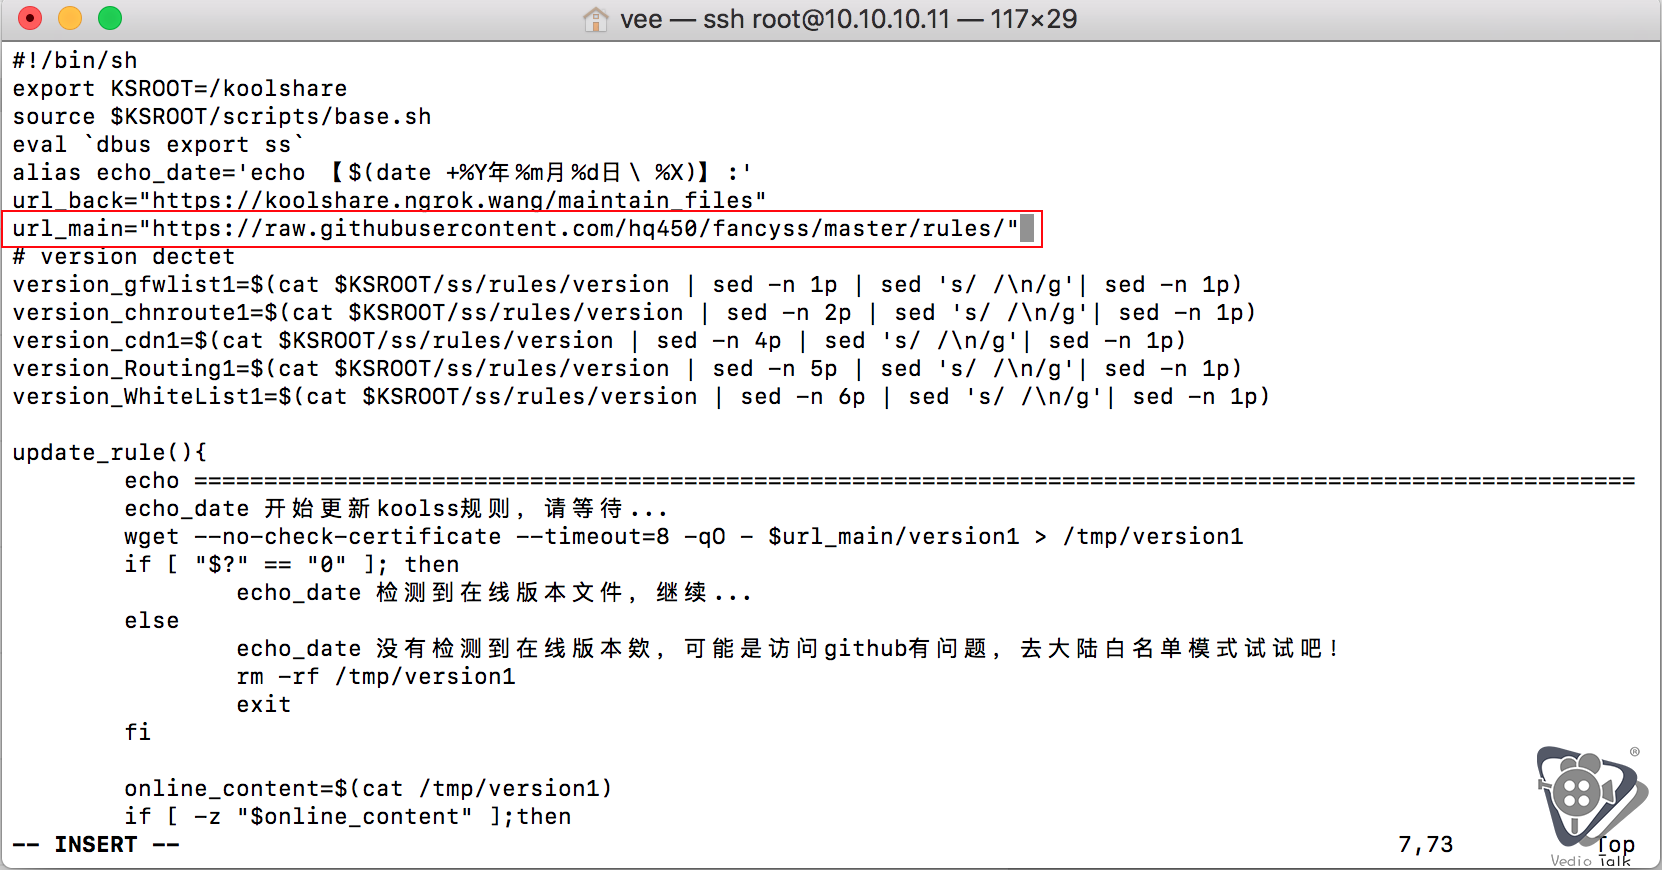 vee — ssh root@10.10.10.11 — 117×29
#!/bin/sh
export KSROOT=/koolshare
source $KSROOT/scripts/base.sh
eval `dbus export ss`
alias echo_date='echo 【$(date +%Y年%m月%d日\ %X)】:'
url_back="https://koolshare.ngrok.wang/maintain_files"
url_main="https://raw.githubusercontent.com/hq450/fancyss/master/rules/"
# version dectet
version_gfwlist1=$(cat $KSROOT/ss/rules/version | sed -n 1p | sed 's/ /\n/g'| sed -n 1p)
version_chnroute1=$(cat $KSROOT/ss/rules/version | sed -n 2p | sed 's/ /\n/g'| sed -n 1p)
version_cdn1=$(cat $KSROOT/ss/rules/version | sed -n 4p | sed 's/ /\n/g'| sed -n 1p)
version_Routing1=$(cat $KSROOT/ss/rules/version | sed -n 5p | sed 's/ /\n/g'| sed -n 1p)
version_WhiteList1=$(cat $KSROOT/ss/rules/version | sed -n 6p | sed 's/ /\n/g'| sed -n 1p)
update_rule(){
echo =======================================================================================================
echo_date 开始更新koolss规则，请等待...
wget --no-check-certificate --timeout=8 -qO - $url_main/version1 > /tmp/version1
if [ "$?" == "0" ]; then
echo_date 检测到在线版本文件，继续...
else
echo_date 没有检测到在线版本欸，可能是访问github有问题，去大陆白名单模式试试吧!
rm -rf /tmp/version1
exit
fi
online_content=$(cat /tmp/version1)
if [ -z "$online_content" ];then
-- INSERT --
7,73
Top
®
Vedio Talk